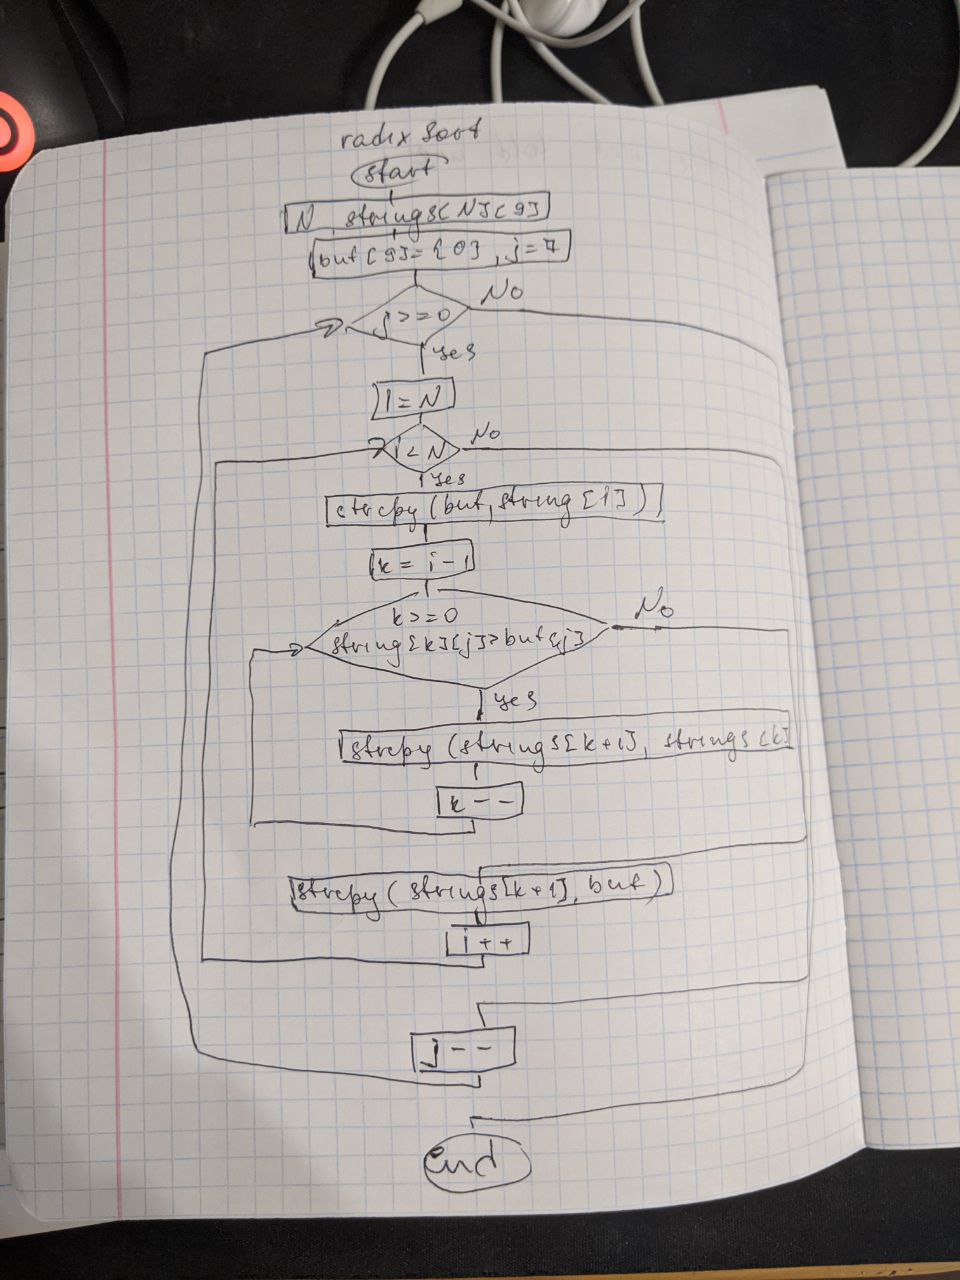 radix Sort
start
N, strings[N][9]
buf[9]={0}, j=7
j>=0
No
yes
i=N
i<N
No
yes
strcpy(buf, string[i])
k = i-1
k>=0
No
string[k][j]>buf[j]
yes
strcpy(strings[k+1], strings[k]
k--
strcpy(strings[k+1], buf)
i++
j--
end